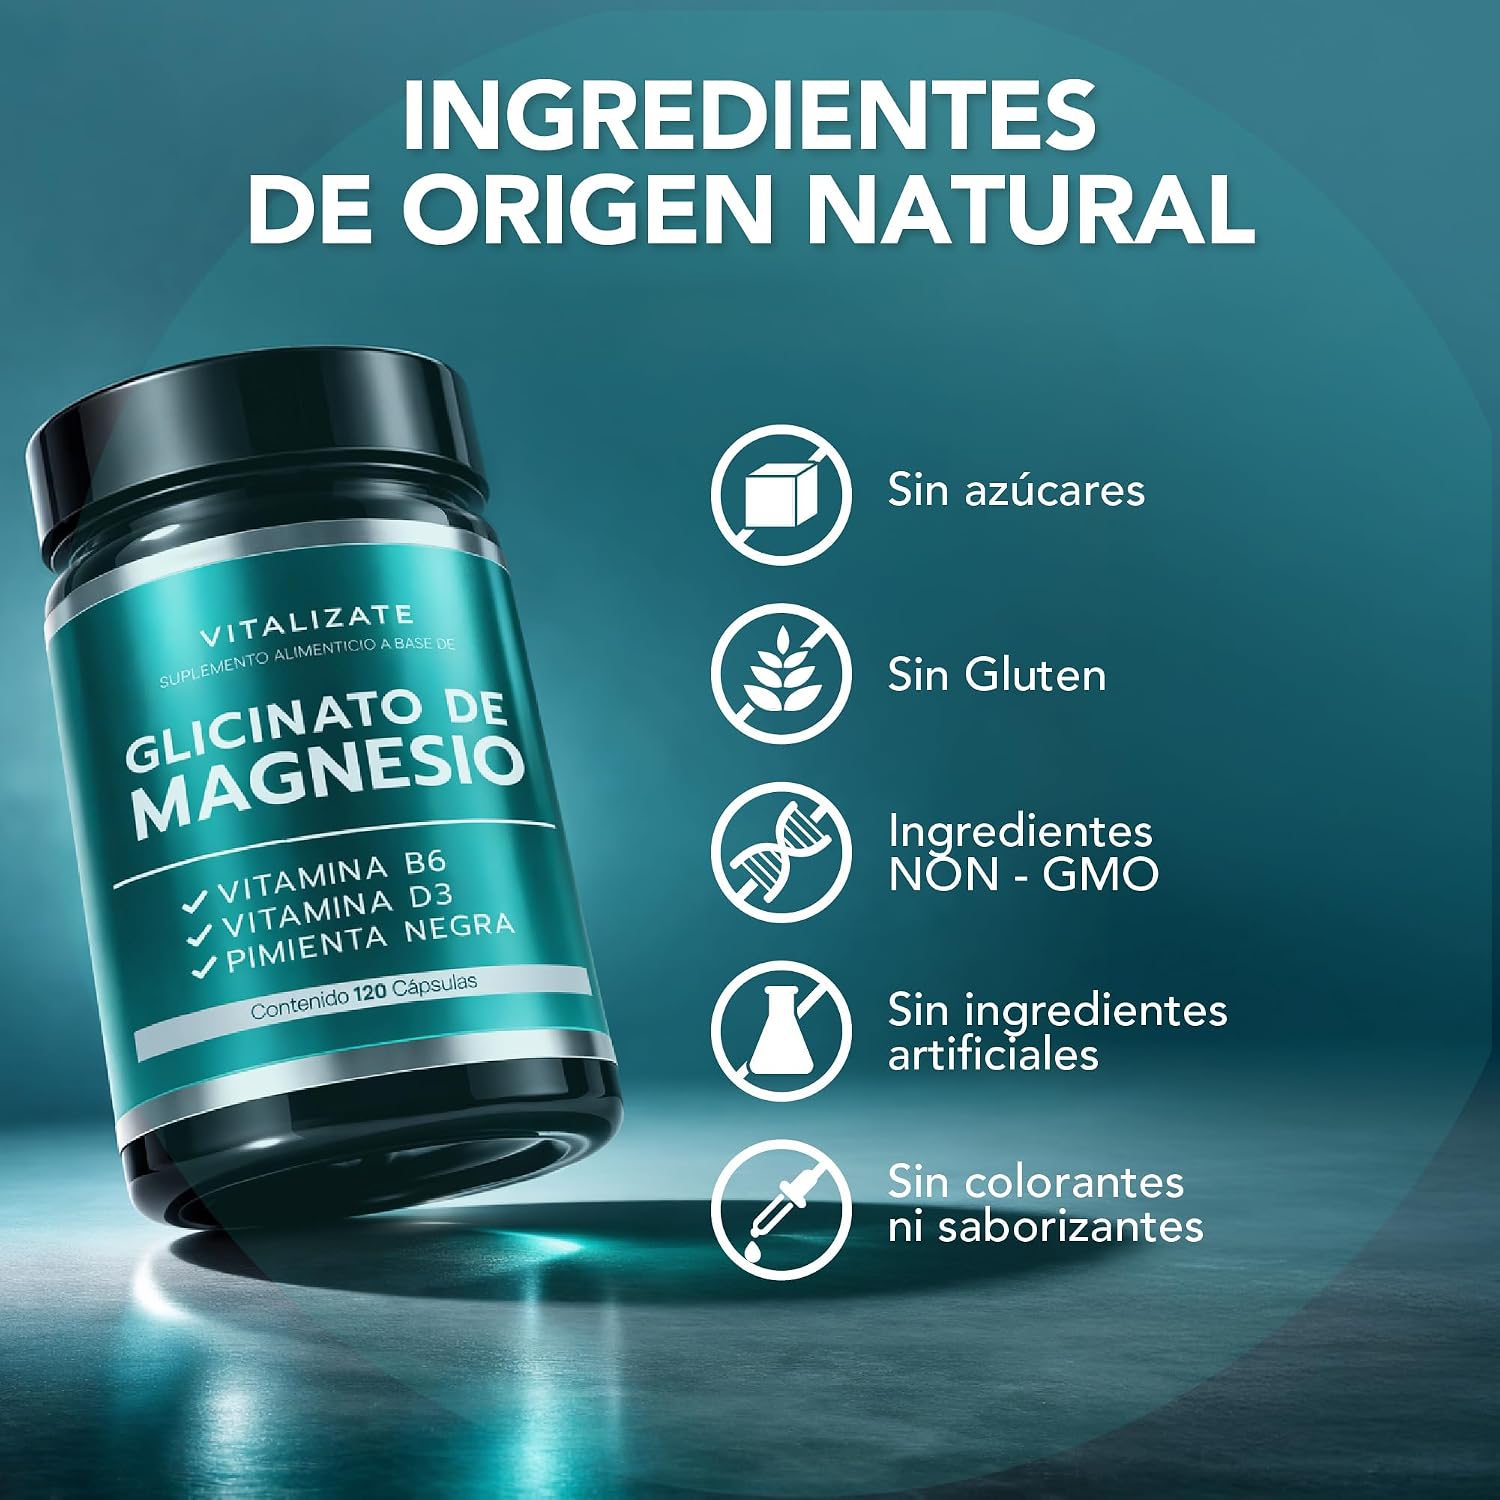 INGREDIENTES
DE ORIGEN NATURAL
VITALIZATE
SUPLEMENTO ALIMENTICIO A BASE DE
GLICINATO DE
MAGNESIO
VITAMINA B6
VITAMINA D3
PIMIENTA NEGRA
Contenido 120 Cápsulas
Sin azúcares
Sin Gluten
Ingredientes
NON - GMO
Sin ingredientes
artificiales
Sin colorantes
ni saborizantes